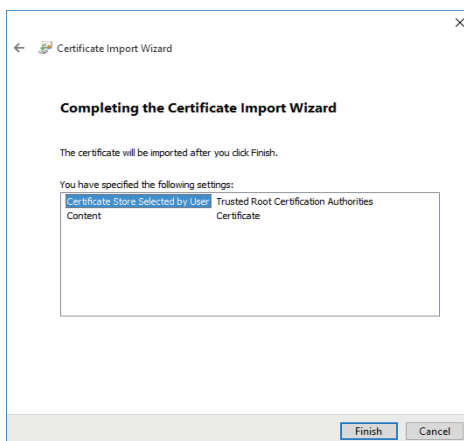 Certificate Import Wizard
Completing the Certificate Import Wizard
The certificate will be imported after you click Finish.
You have specified the following settings:
Certificate Store Selected by User Trusted Root Certification Authorities
Content Certificate
Finish Cancel